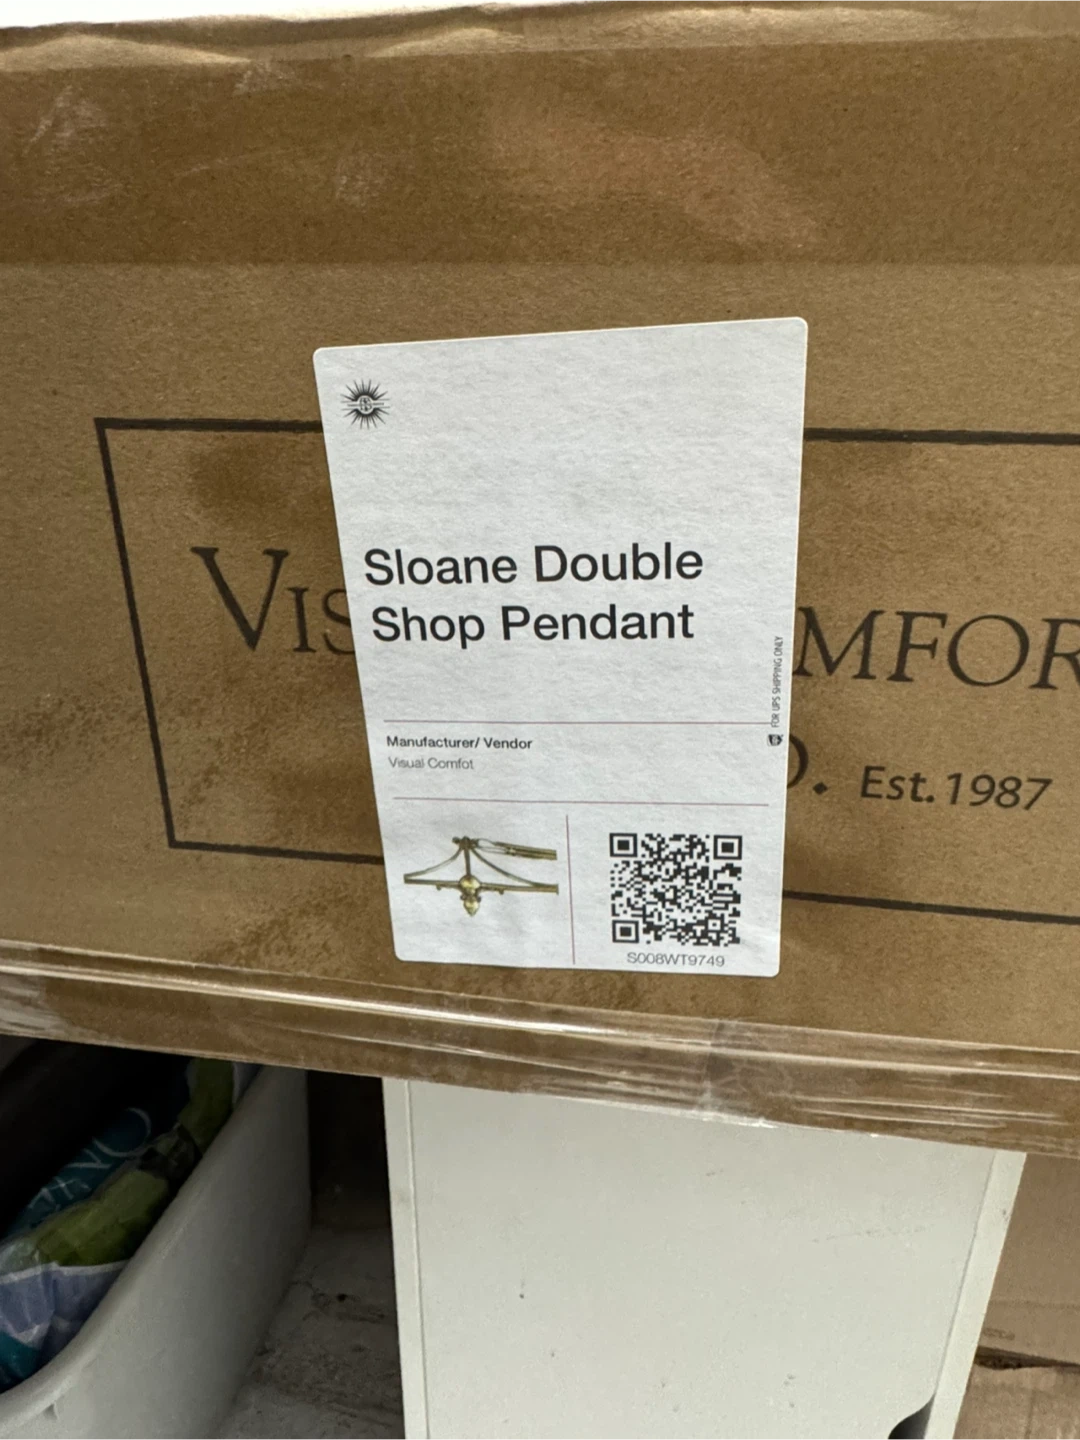 Sloane Double
Shop Pendant
FOR UPS SHIPPING ONLY
Manufacturer/ Vendor
Visual Comfot
S008WT9749
VIS
MFOR
. Est. 1987